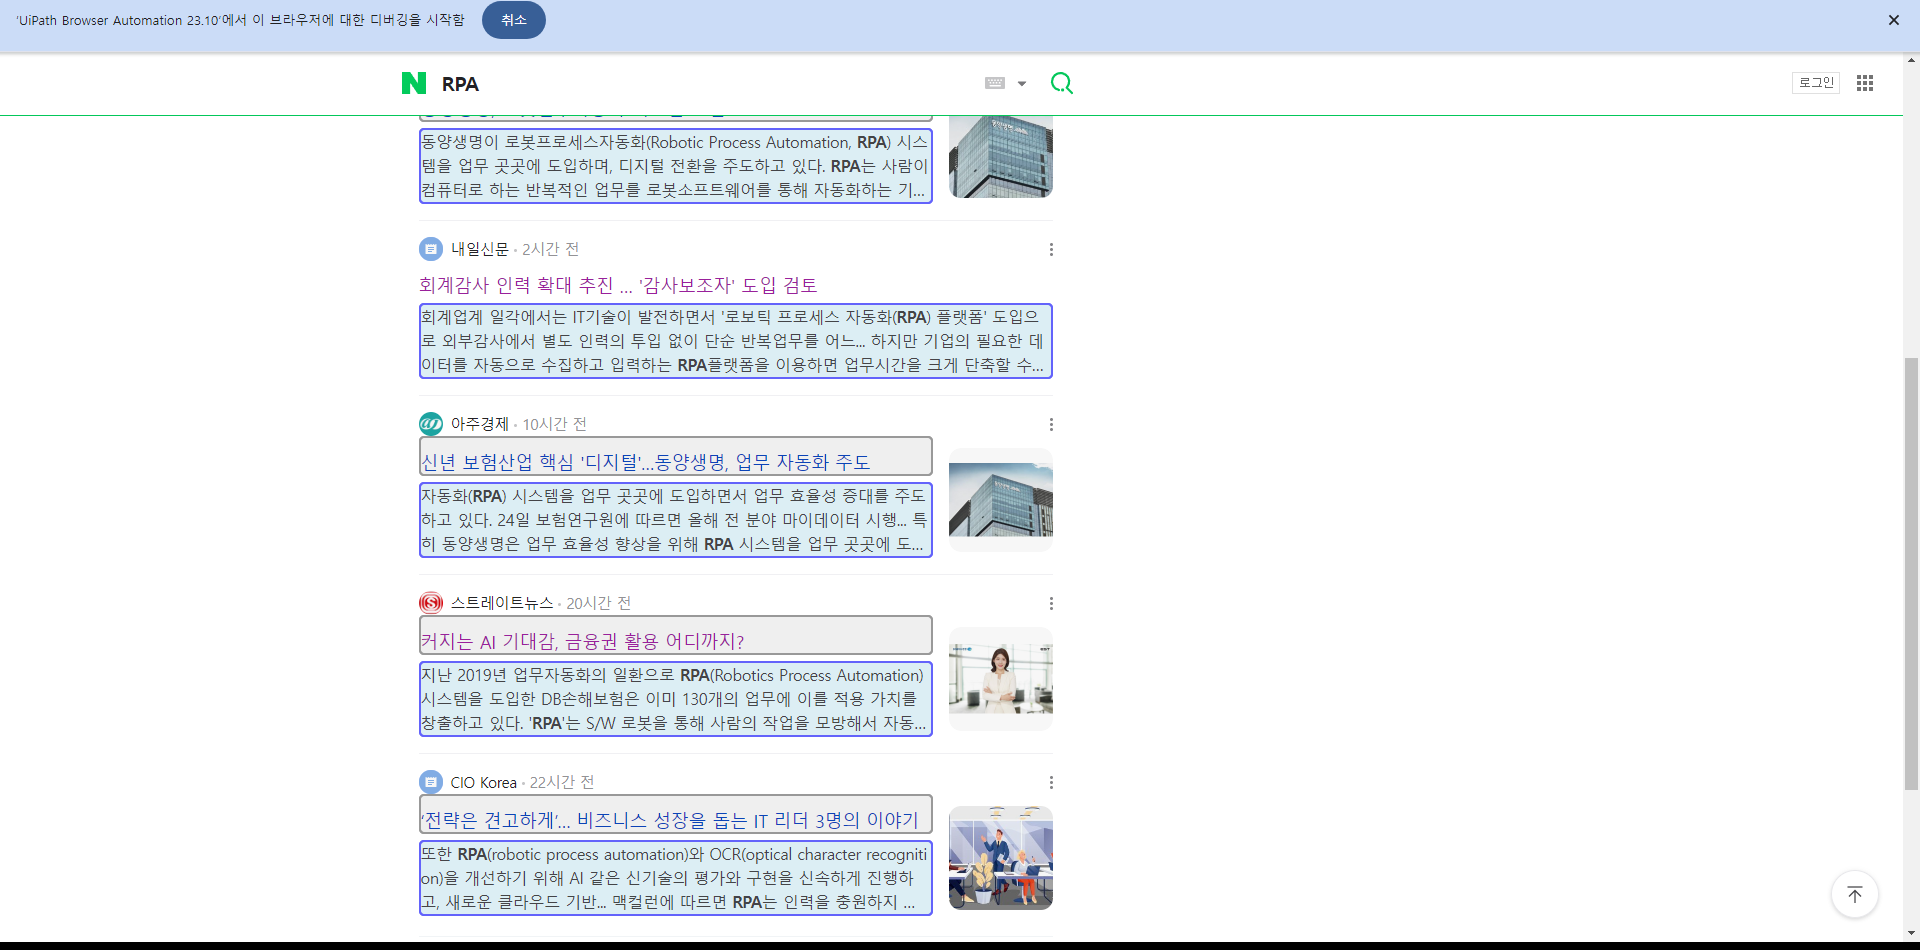 'UiPath Browser Automation 23.10'에서 이 브라우저에 대한 디버깅을 시작함
취소
RPA
로그인
동양생명이 로봇프로세스자동화(Robotic Process Automation, RPA) 시스
템을 업무 곳곳에 도입하며, 디지털 전환을 주도하고 있다. RPA는 사람이
컴퓨터로 하는 반복적인 업무를 로봇소프트웨어를 통해 자동화하는 기...
내일신문 · 2시간 전
회계감사 인력 확대 추진 ... '감사보조자' 도입 검토
회계업계 일각에서는 IT기술이 발전하면서 '로보틱 프로세스 자동화(RPA) 플랫폼' 도입으
로 외부감사에서 별도 인력의 투입 없이 단순 반복업무를 어느... 하지만 기업의 필요한 데
이터를 자동으로 수집하고 입력하는 RPA플랫폼을 이용하면 업무시간을 크게 단축할 수...
아주경제 · 10시간 전
신년 보험산업 핵심 '디지털'...동양생명, 업무 자동화 주도
자동화(RPA) 시스템을 업무 곳곳에 도입하면서 업무 효율성 증대를 주도
하고 있다. 24일 보험연구원에 따르면 올해 전 분야 마이데이터 시행... 특
히 동양생명은 업무 효율성 향상을 위해 RPA 시스템을 업무 곳곳에 도...
스트레이트뉴스 · 20시간 전
커지는 AI 기대감, 금융권 활용 어디까지?
지난 2019년 업무자동화의 일환으로 RPA(Robotics Process Automation)
시스템을 도입한 DB손해보험은 이미 130개의 업무에 이를 적용 가치를
창출하고 있다. 'RPA'는 S/W 로봇을 통해 사람의 작업을 모방해서 자동...
CIO Korea · 22시간 전
‘전략은 견고하게’... 비즈니스 성장을 돕는 IT 리더 3명의 이야기
또한 RPA(robotic process automation)와 OCR(optical character recogniti
on)을 개선하기 위해 AI 같은 신기술의 평가와 구현을 신속하게 진행하
고, 새로운 클라우드 기반... 맥컬런에 따르면 RPA는 인력을 충원하지 ...